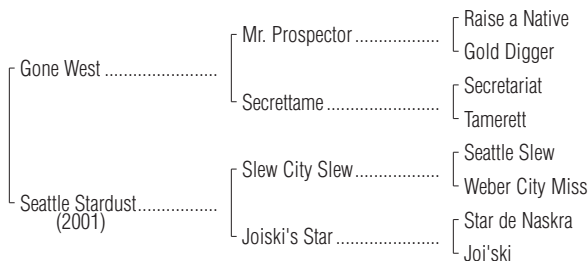 Raise a Native
Mr. Prospector ....................
Gold Digger
Gone West ...........................
Secretariat
Secrettame ...........................
Tamerett
Seattle Slew
Slew City Slew ....................
Weber City Miss
Seattle Stardust...................
(2001)
Star de Naskra
Joiski's Star .........................
Joi'ski